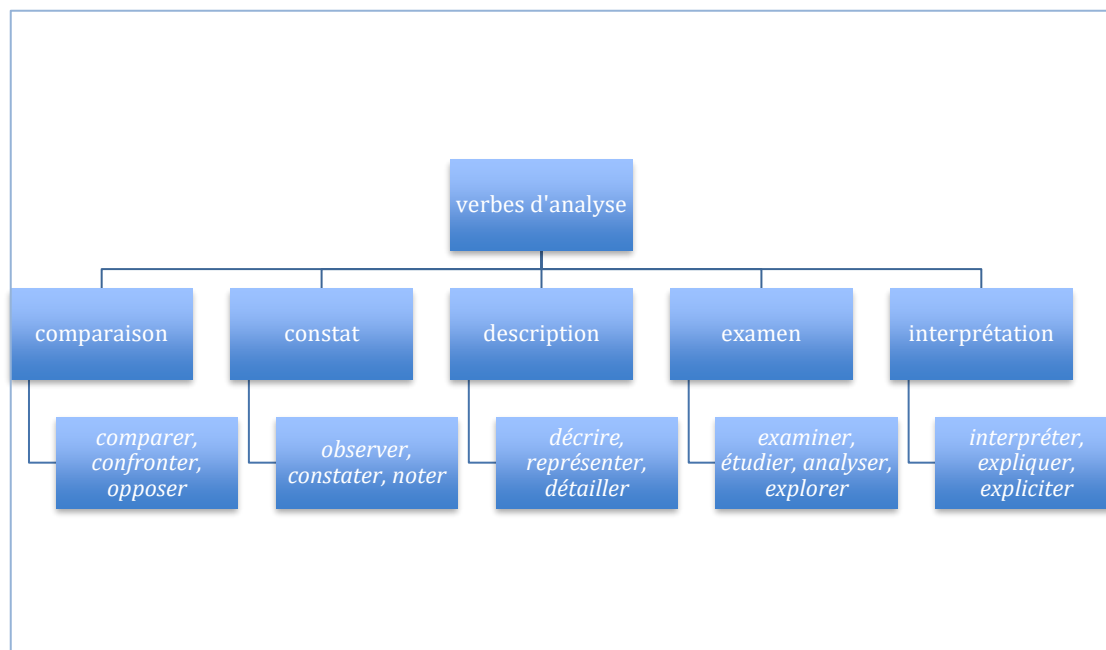 verbes d'analyse
comparaison
constat
description
examen
interprétation
comparer,
confronter,
opposer
observer,
constater, noter
décrire,
représenter,
détailler
examiner,
étudier, analyser,
explorer
interpréter,
expliquer,
expliciter